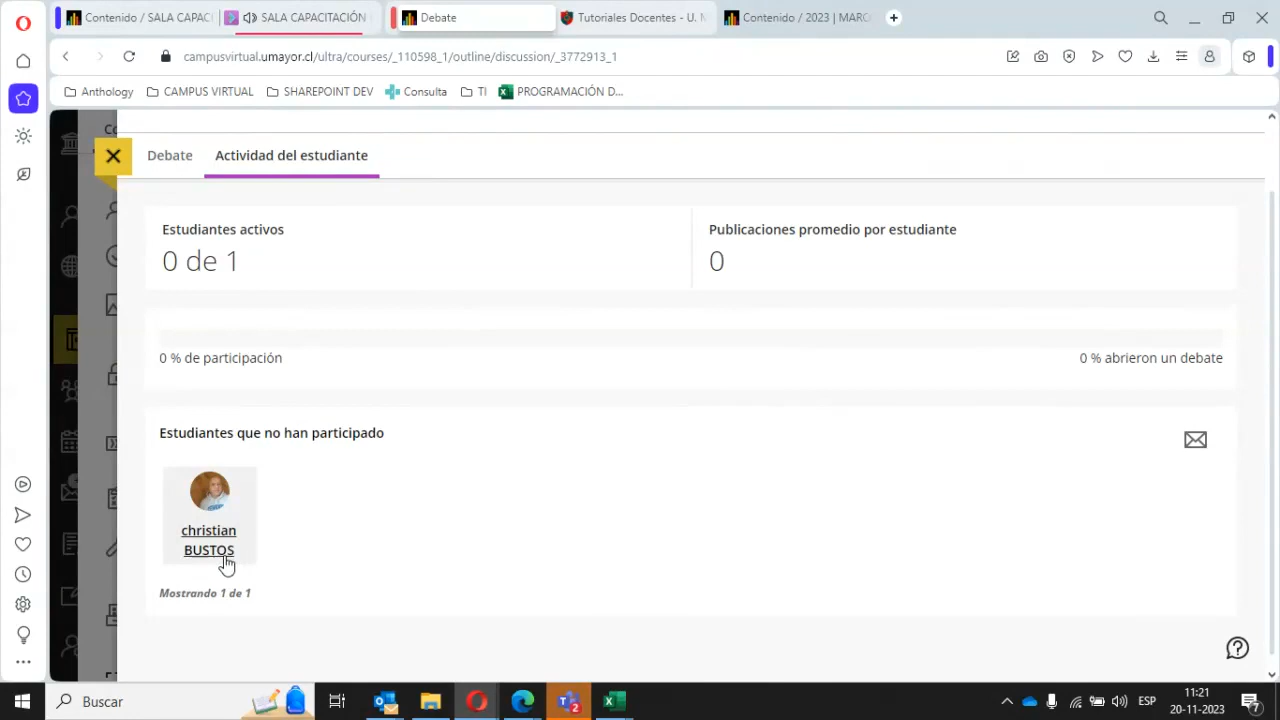 Contenido / SALA CAPACI
SALA CAPACITACIÓN
Debate
Tutoriales Docentes - U.
Contenido / 2023 | MARC
campusvirtual.umayor.cl/ultra/courses/_110598_1/outline/discussion/_3772913_1
Anthology
CAMPUS VIRTUAL
SHAREPOINT DEV
Consulta
TI
PROGRAMACIÓN D...
Debate
Actividad del estudiante
Estudiantes activos
0 de 1
Publicaciones promedio por estudiante
0
0 % de participación
0 % abrieron un debate
Estudiantes que no han participado
christian
BUSTOS
Mostrando 1 de 1
Buscar
2
ESP
11:21
20-11-2023
7